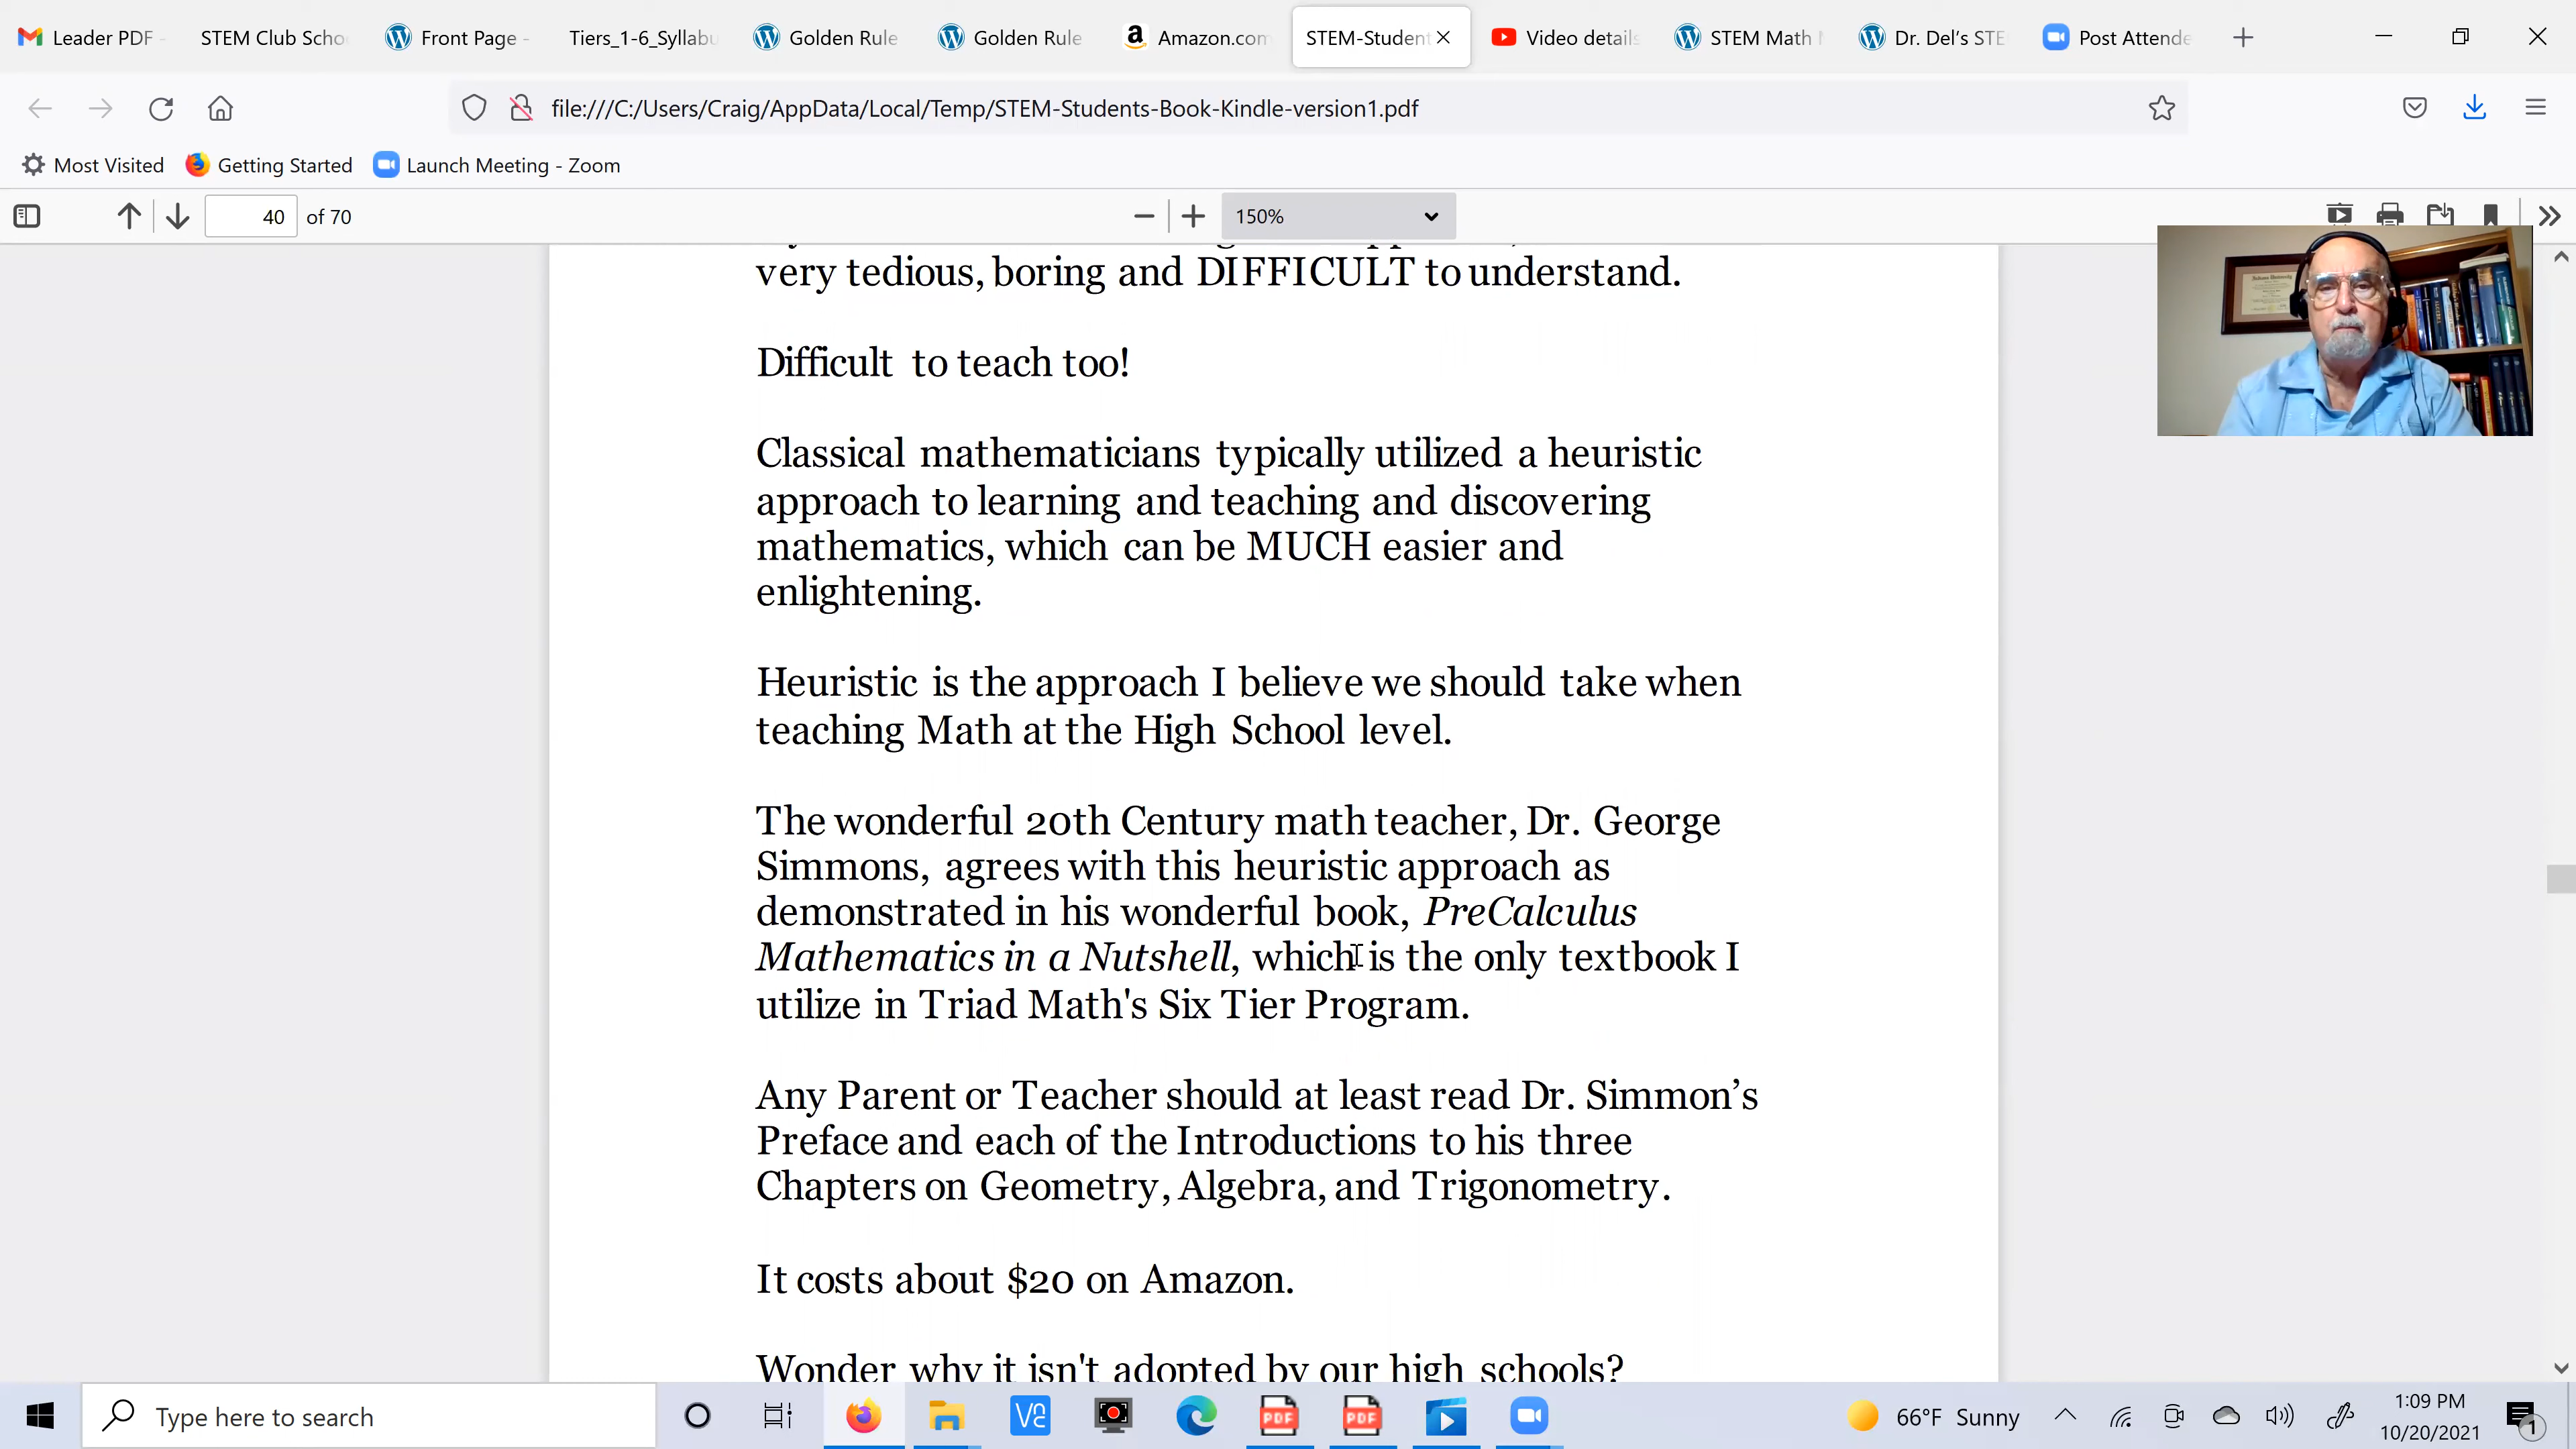 Leader PDF -
STEM Club Scho
Front Page -
Tiers_1-6_Syllabu
Golden Rule
Golden Rule
Amazon.com
STEM-Student
Video details
STEM Math M
Dr. Del's STE
Post Attende
file:///C:/Users/Craig/AppData/Local/Temp/STEM-Students-Book-Kindle-version1.pdf
Most Visited
Getting Started
Launch Meeting - Zoom
40 of 70
150%
very tedious, boring and DIFFICULT to understand.
Difficult to teach too!
Classical mathematicians typically utilized a heuristic
approach to learning and teaching and discovering
mathematics, which can be MUCH easier and
enlightening.
Heuristic is the approach I believe we should take when
teaching Math at the High School level.
The wonderful 20th Century math teacher, Dr. George
Simmons, agrees with this heuristic approach as
demonstrated in his wonderful book, PreCalculus
Mathematics in a Nutshell, which is the only textbook I
utilize in Triad Math's Six Tier Program.
Any Parent or Teacher should at least read Dr. Simmon’s
Preface and each of the Introductions to his three
Chapters on Geometry, Algebra, and Trigonometry.
It costs about $20 on Amazon.
Wonder why it isn't adopted by our high schools?
Type here to search
PDF
PDF
66°F Sunny
1:09 PM
10/20/2021
1